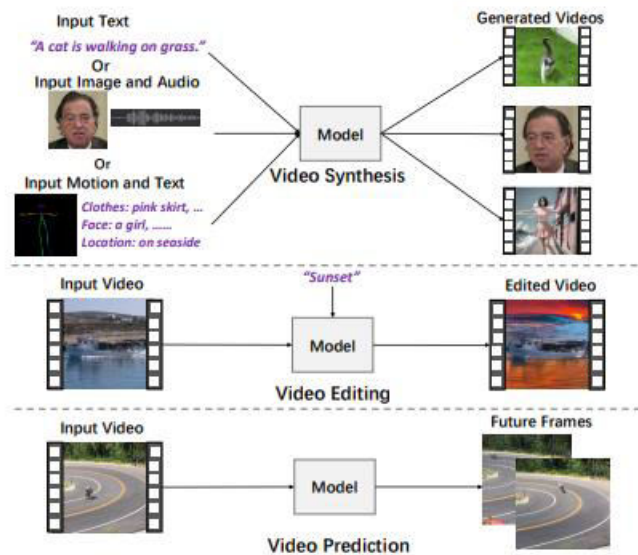 Input Text
Generated Videos
“A cat is walking on grass.”
Or
Input Image and Audio
Model
Video Synthesis
Or
Input Motion and Text
Clothes: pink skirt, ...
Face: a girl, ......
Location: on seaside
Input Video
“Sunset”
Edited Video
Model
Video Editing
Input Video
Future Frames
Model
Video Prediction